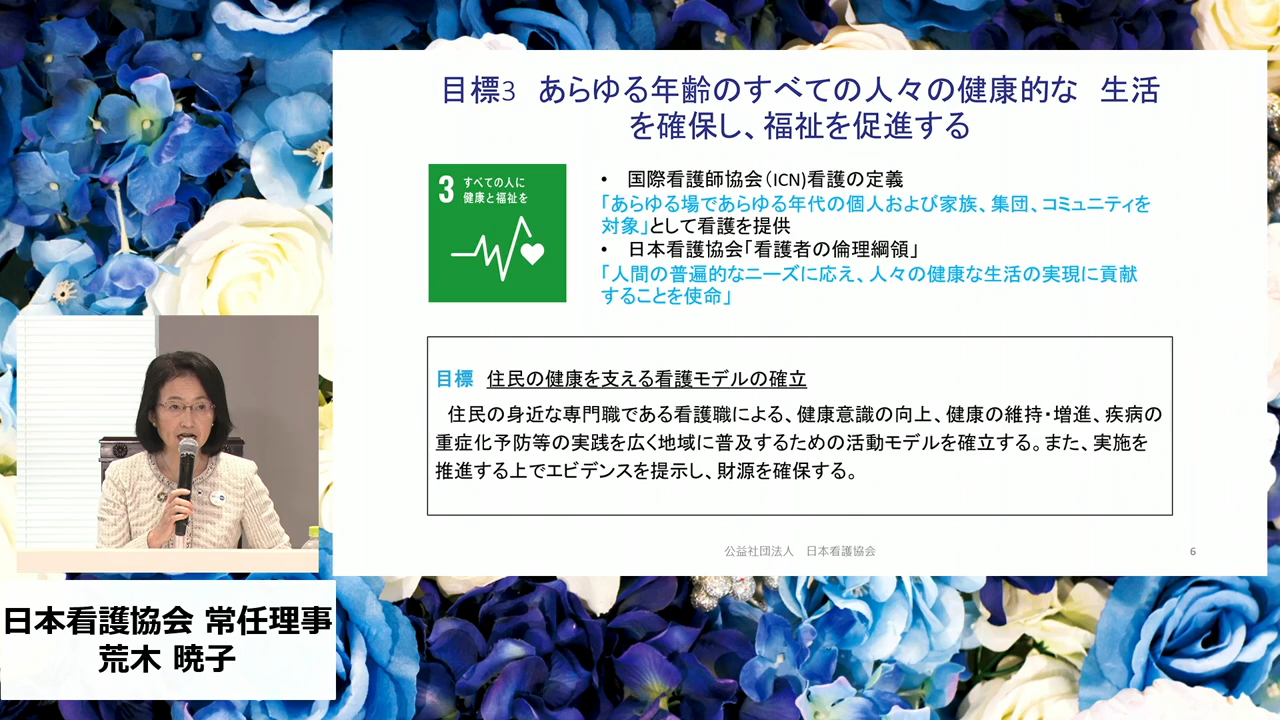 目標3　あらゆる年齢のすべての人々の健康的な　生活
を確保し、福祉を促進する
3 すべての人に
健康と福祉を
•　国際看護師協会（ICN)看護の定義
「あらゆる場であらゆる年代の個人および家族、集団、コミュニティを
対象」として看護を提供
•　日本看護協会「看護者の倫理綱領」
「人間の普遍的なニーズに応え、人々の健康な生活の実現に貢献
することを使命」
目標　住民の健康を支える看護モデルの確立
住民の身近な専門職である看護職による、健康意識の向上、健康の維持・増進、疾病の
重症化予防等の実践を広く地域に普及するための活動モデルを確立する。また、実施を
推進する上でエビデンスを提示し、財源を確保する。
公益社団法人　日本看護協会
6
日本看護協会 常任理事
荒木 暁子